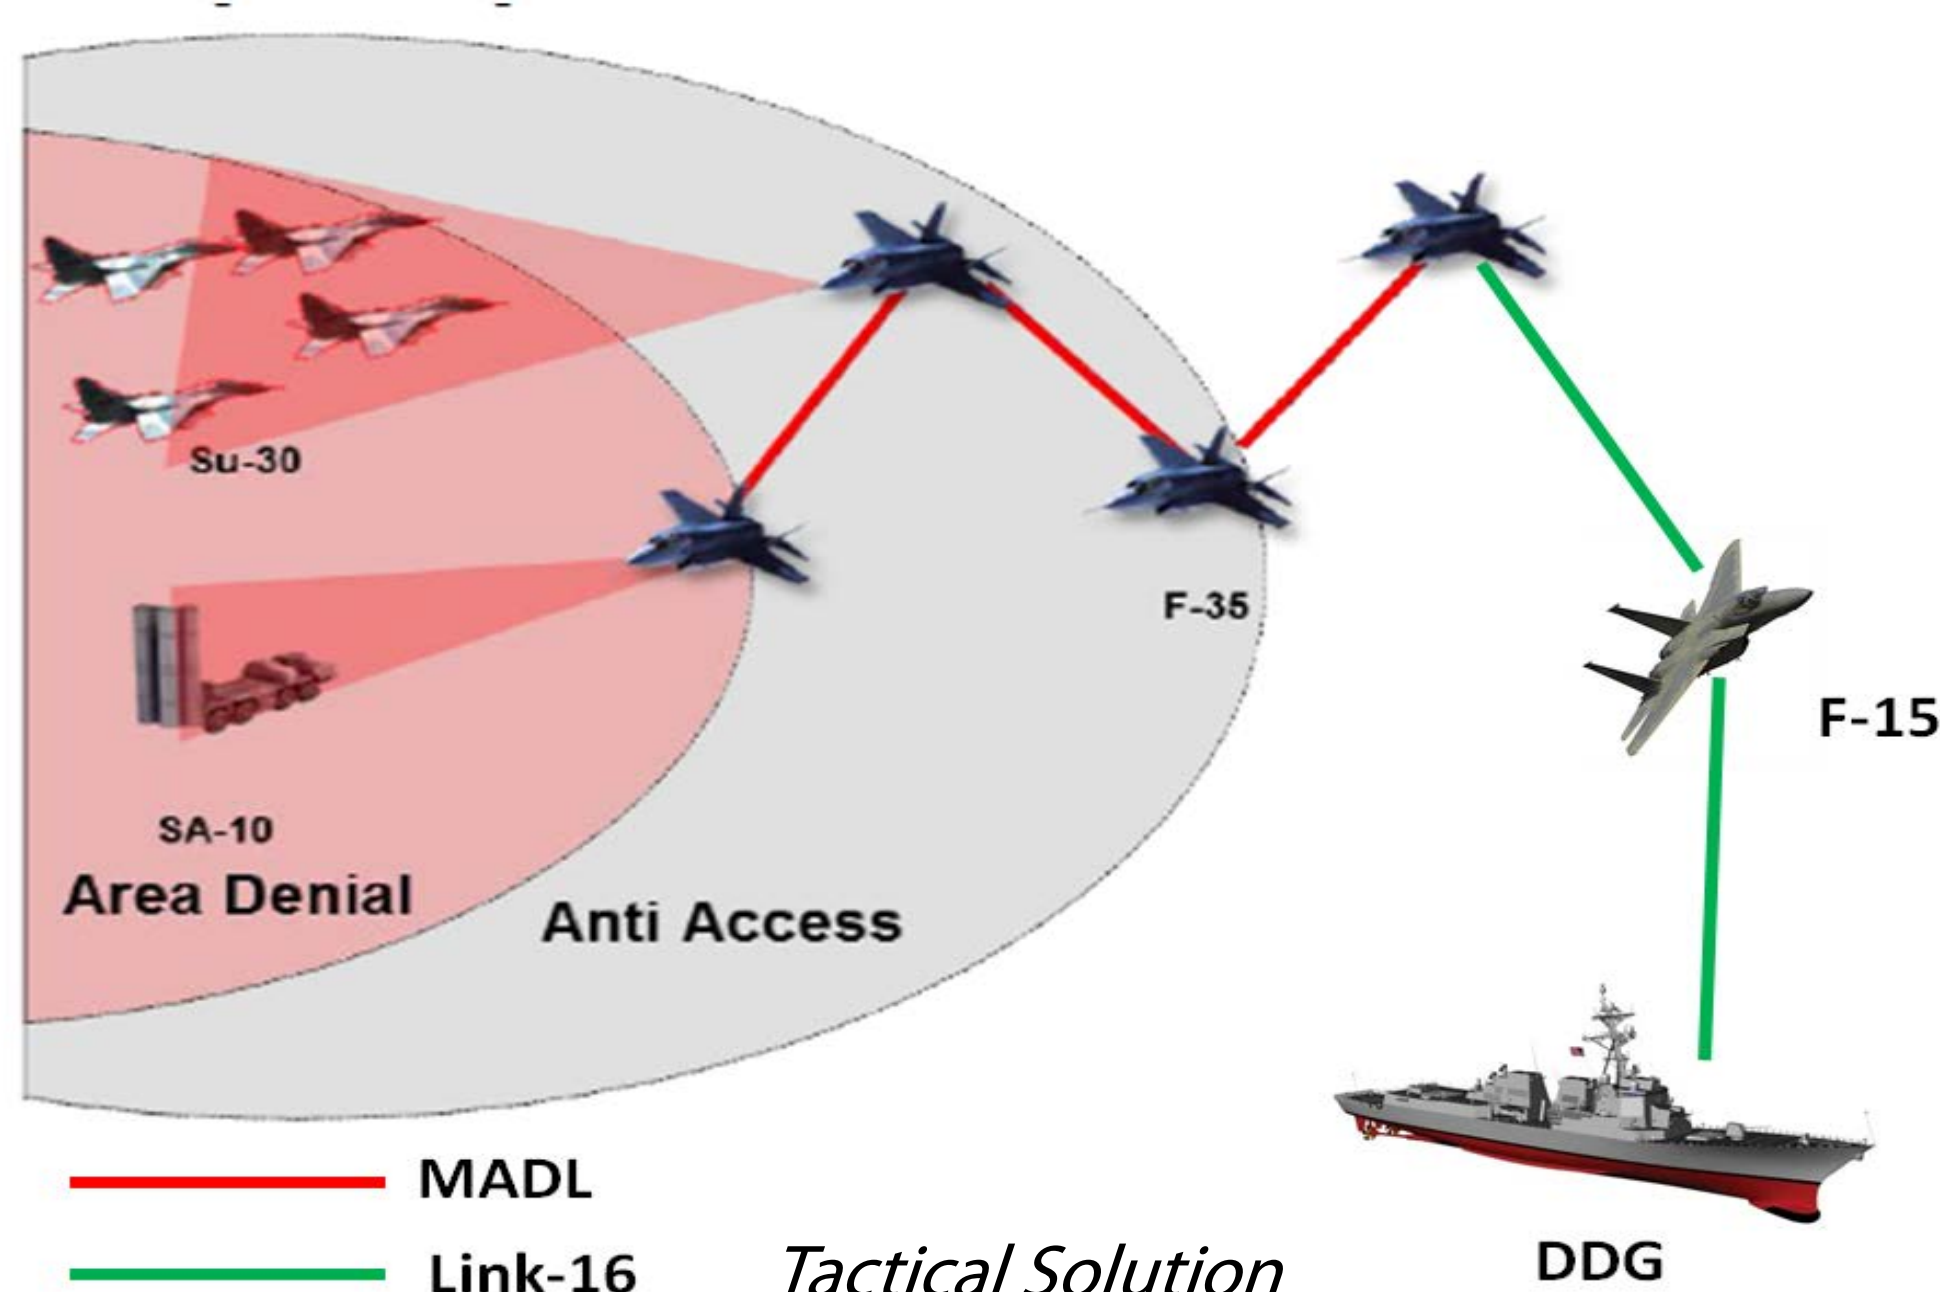 Su-30
F-35
F-15
SA-10
Area Denial
Anti Access
MADL
Link-16
Tactical Solution
DDG